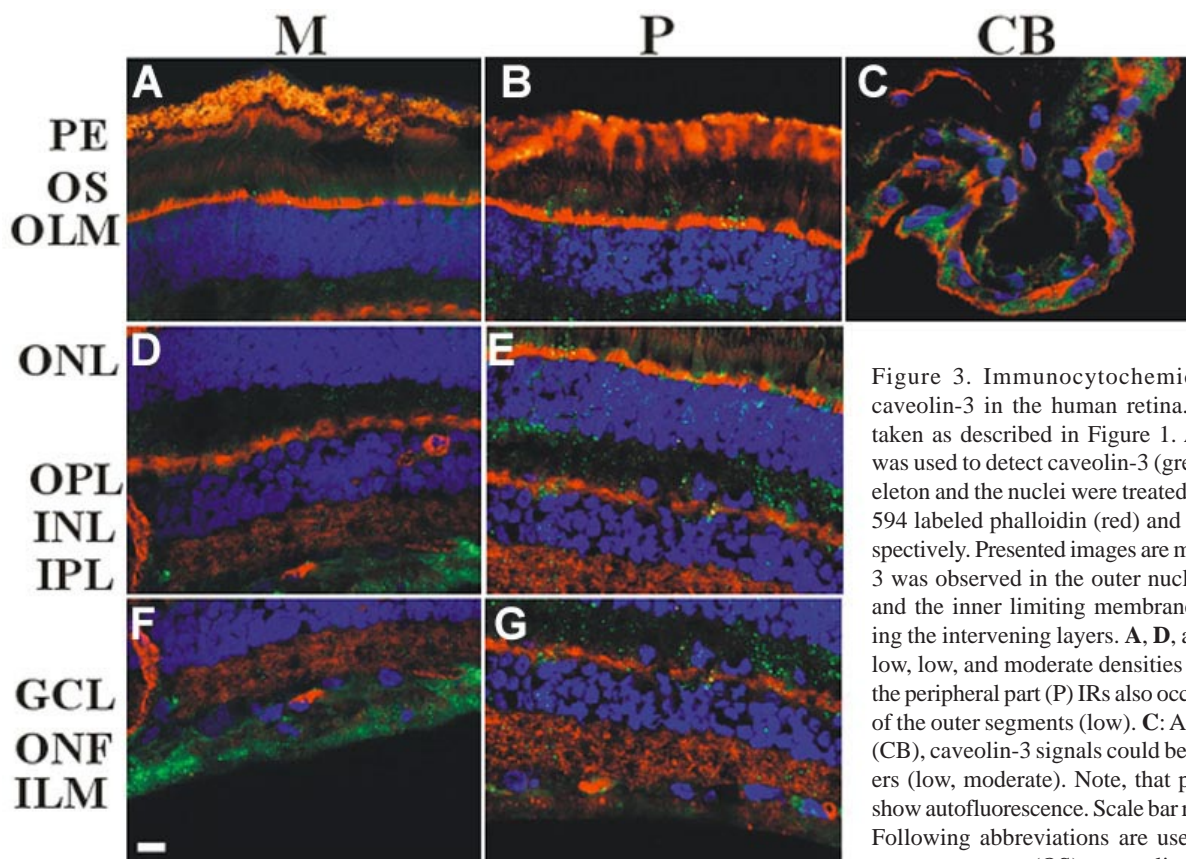 M P CB
A B C
PE
OS
OLM
D E
ONL
OPL
INL
IPL
F G
GCL
ONF
ILM
Figure 3. Immunocytochemic
caveolin-3 in the human retina.
taken as described in Figure 1. A
was used to detect caveolin-3 (gre
eleton and the nuclei were treated
594 labeled phalloidin (red) and
spectively. Presented images are m
3 was observed in the outer nucl
and the inner limiting membran
ing the intervening layers. A, D, a
low, low, and moderate densities
the peripheral part (P) IRs also occ
of the outer segments (low). C: A
(CB), caveolin-3 signals could be
ers (low, moderate). Note, that p
show autofluorescence. Scale bar r
Following abbreviations are use